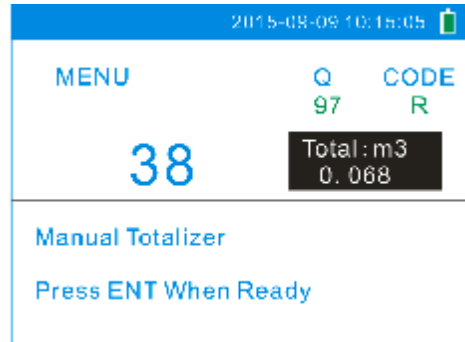 2015-08-09 10:15:05
MENU Q CODE
97 R
38 Total:m3
0.068
Manual Totalizer
Press ENT When Ready